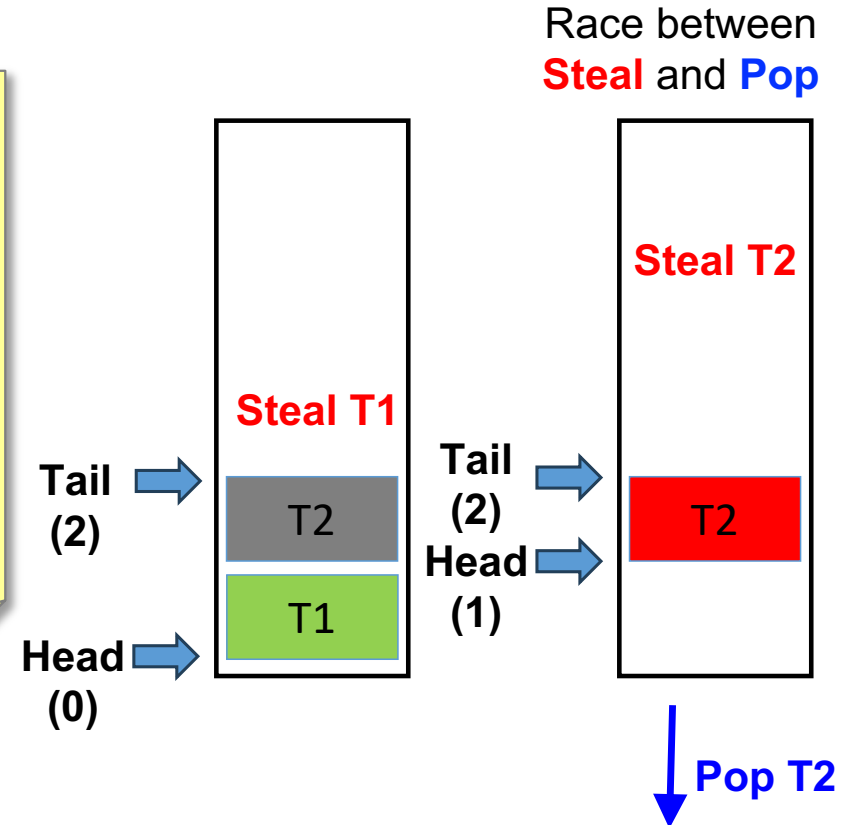 Race between
Steal and Pop
Steal T2
Steal T1
Tail
(2)
T2
T1
Head
(0)
Tail
(2)
Head
(1)
T2
Pop T2